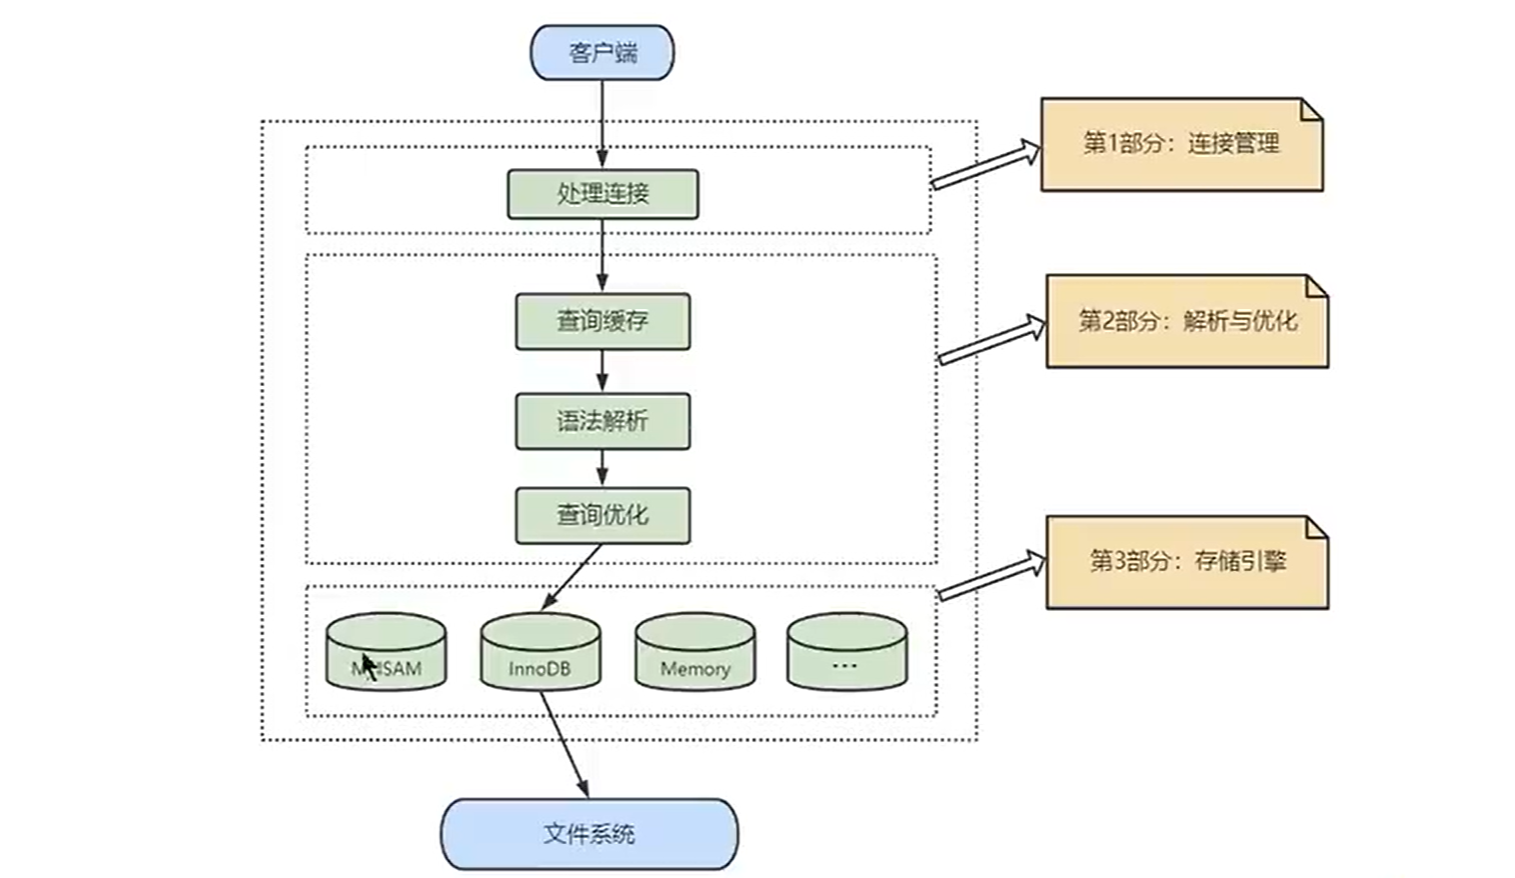 客户端
处理连接
第1部分：连接管理
查询缓存
第2部分：解析与优化
语法解析
查询优化
第3部分：存储引擎
InnoDB
Memory
...
文件系统